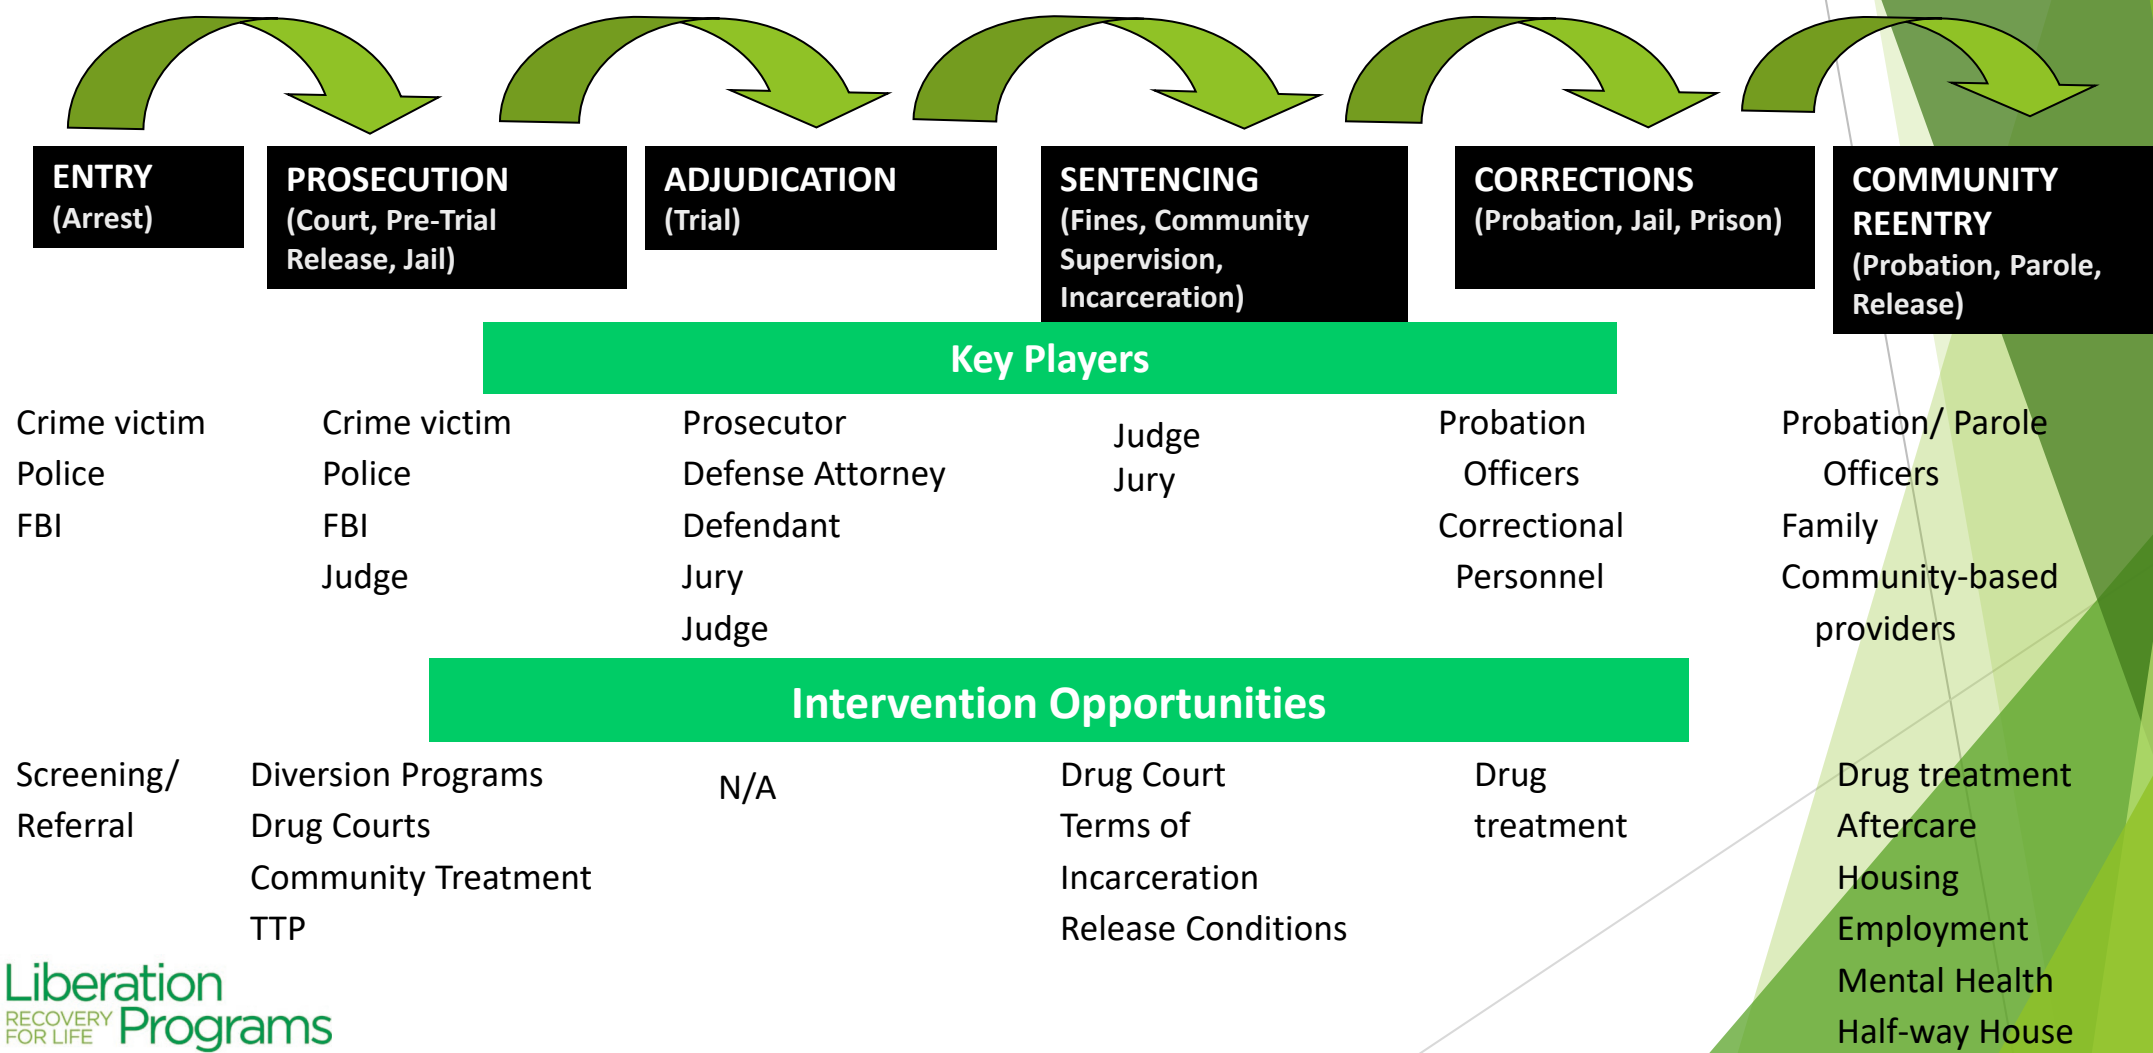 ENTRY
(Arrest)
PROSECUTION
(Court, Pre-Trial
Release, Jail)
ADJUDICATION
(Trial)
SENTENCING
(Fines, Community
Supervision,
Incarceration)
CORRECTIONS
(Probation, Jail, Prison)
COMMUNITY
REENTRY
(Probation, Parole,
Release)
Key Players
Crime victim
Police
FBI
Crime victim
Police
FBI
Judge
Prosecutor
Defense Attorney
Defendant
Jury
Judge
Judge
Jury
Probation
Officers
Correctional
Personnel
Probation/ Parole
Officers
Family
Community-based
providers
Intervention Opportunities
Screening/
Referral
Diversion Programs
Drug Courts
Community Treatment
TTP
N/A
Drug Court
Terms of
Incarceration
Release Conditions
Drug
treatment
Drug treatment
Aftercare
Housing
Employment
Mental Health
Half-way House
Liberation
RECOVERY
FOR LIFE
Programs